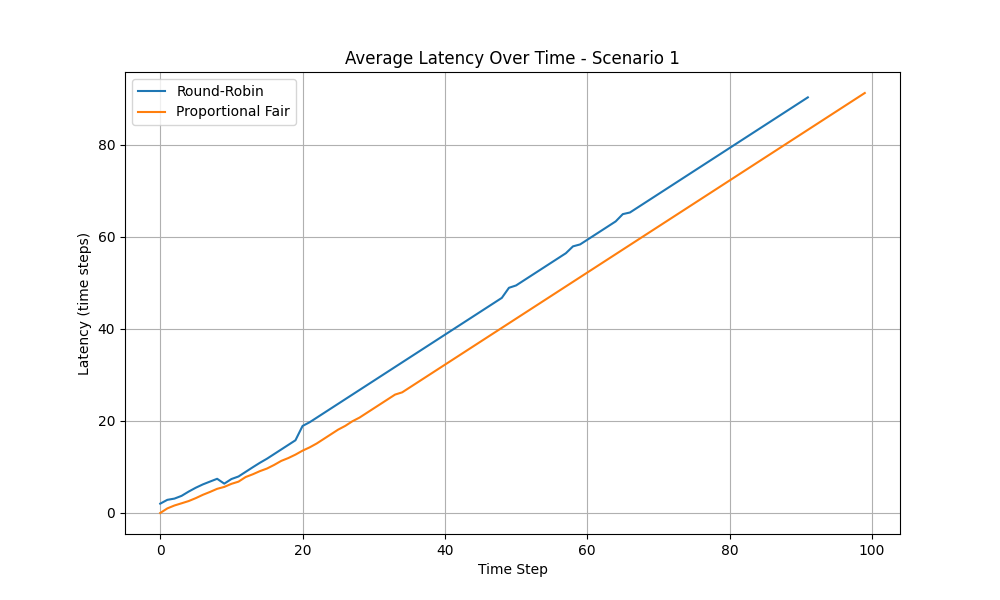 Average Latency Over Time - Scenario 1
Round-Robin
Proportional Fair
Latency (time steps)
80
60
40
20
0
0 20 40 60 80 100
Time Step